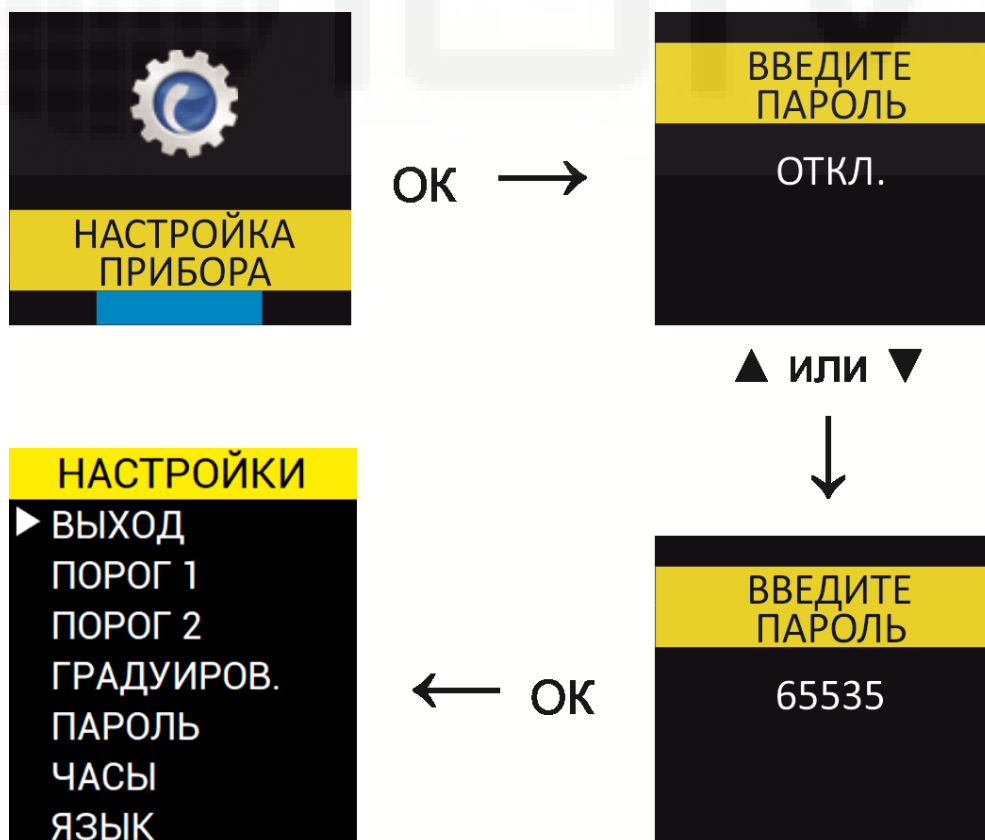 НАСТРОЙКА
ПРИБОРА
ОК →
ВВЕДИТЕ
ПАРОЛЬ
ОТКЛ.
▲ или ▼
↓
ВВЕДИТЕ
ПАРОЛЬ
65535
← ОК
НАСТРОЙКИ
▶ ВЫХОД
ПОРОГ 1
ПОРОГ 2
ГРАДУИРОВ.
ПАРОЛЬ
ЧАСЫ
ЯЗЫК